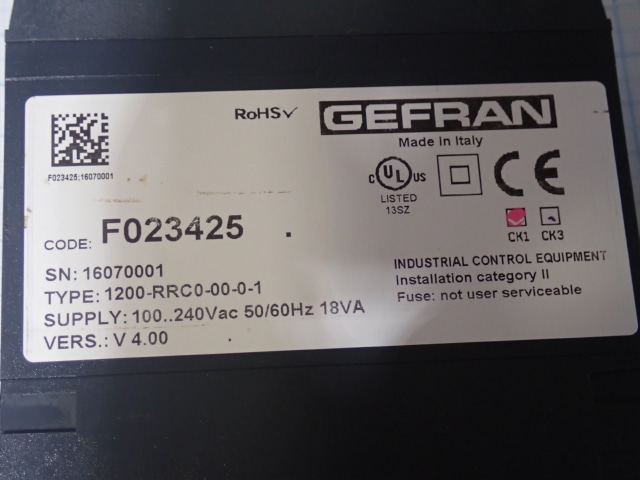 RoHS✓ GEFRAN
Made in Italy
F023425;16070001
c UL US
LISTED
13SZ
CE
CK1 CK3
CODE: F023425 .
SN: 16070001
TYPE: 1200-RRC0-00-0-1
SUPPLY: 100..240Vac 50/60Hz 18VA
VERS.: V 4.00
INDUSTRIAL CONTROL EQUIPMENT
Installation category II
Fuse: not user serviceable